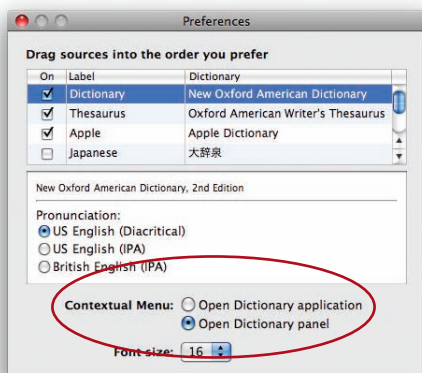 Preferences
Drag sources into the order you prefer
On Label Dictionary
Dictionary New Oxford American Dictionary
Thesaurus Oxford American Writer's Thesaurus
Apple Apple Dictionary
Japanese 大辞泉
New Oxford American Dictionary, 2nd Edition
Pronunciation:
US English (Diacritical)
US English (IPA)
British English (IPA)
Contextual Menu: Open Dictionary application
Open Dictionary panel
Font size: 16